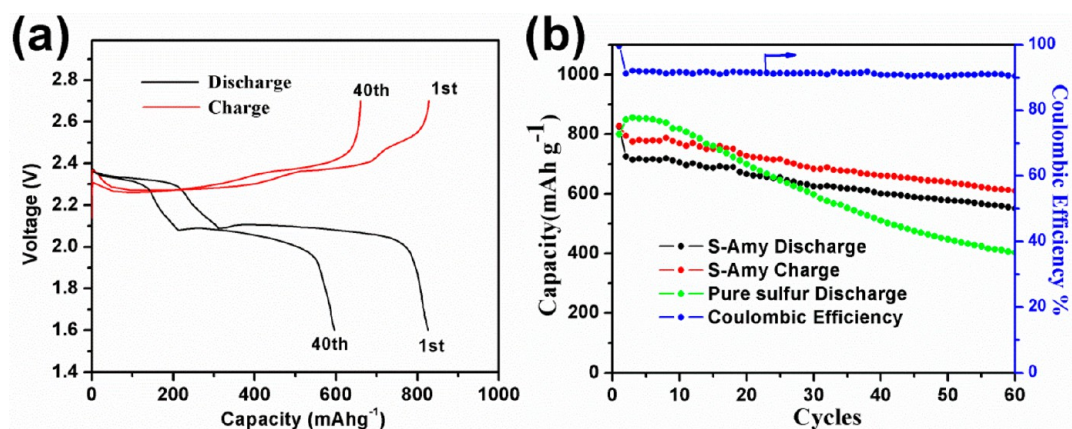 (a)
2.8
2.6
2.4
2.2
2.0
1.8
1.6
1.4
Voltage (V)
Discharge
Charge
40th
1st
40th
1st
0
200
400
600
800
1000
Capacity (mAhg-1)
(b)
1000
800
600
400
200
0
Capacity(mAh g-1)
S-Amy Discharge
S-Amy Charge
Pure sulfur Discharge
Coulombic Efficiency
0
10
20
30
40
50
60
Cycles
100
80
60
40
20
0
Coulombic Efficiency %